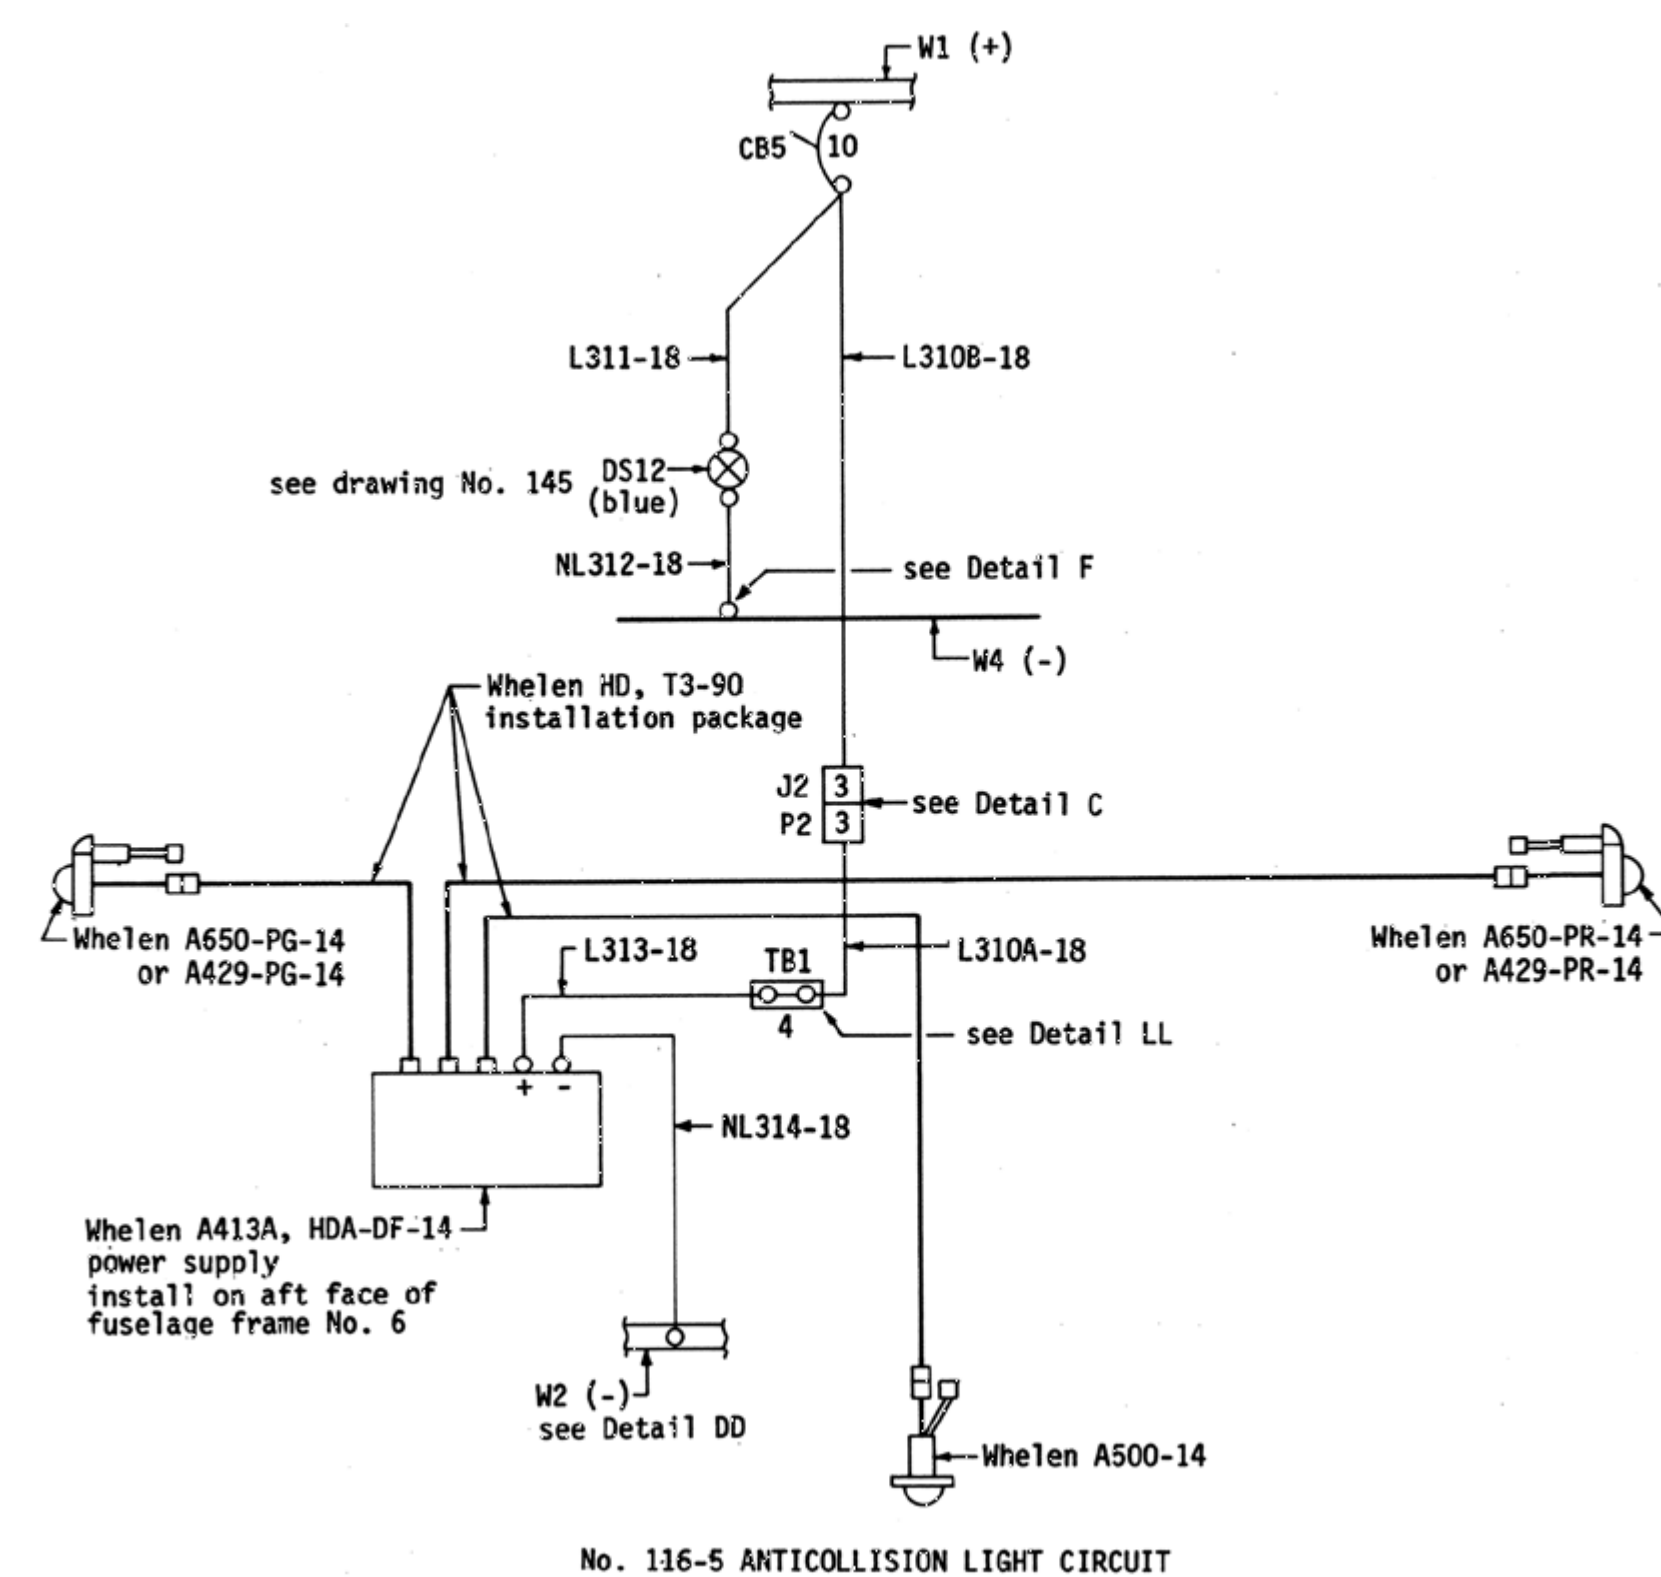 W1 (+)
CB5
10
L311-18
L310B-18
see drawing No. 145
DS12
(blue)
NL312-18
see Detail F
W4 (-)
Whelen HD, T3-90
installation package
J2
3
P2
3
see Detail C
Whelen A650-PG-14
or A429-PG-14
Whelen A650-PR-14
or A429-PR-14
L313-18
TB1
4
L310A-18
see Detail LL
+
-
NL314-18
Whelen A413A, HDA-DF-14
power supply
install on aft face of
fuselage frame No. 6
W2 (-)
see Detail DD
Whelen A500-14
No. 116-5 ANTICOLLISION LIGHT CIRCUIT